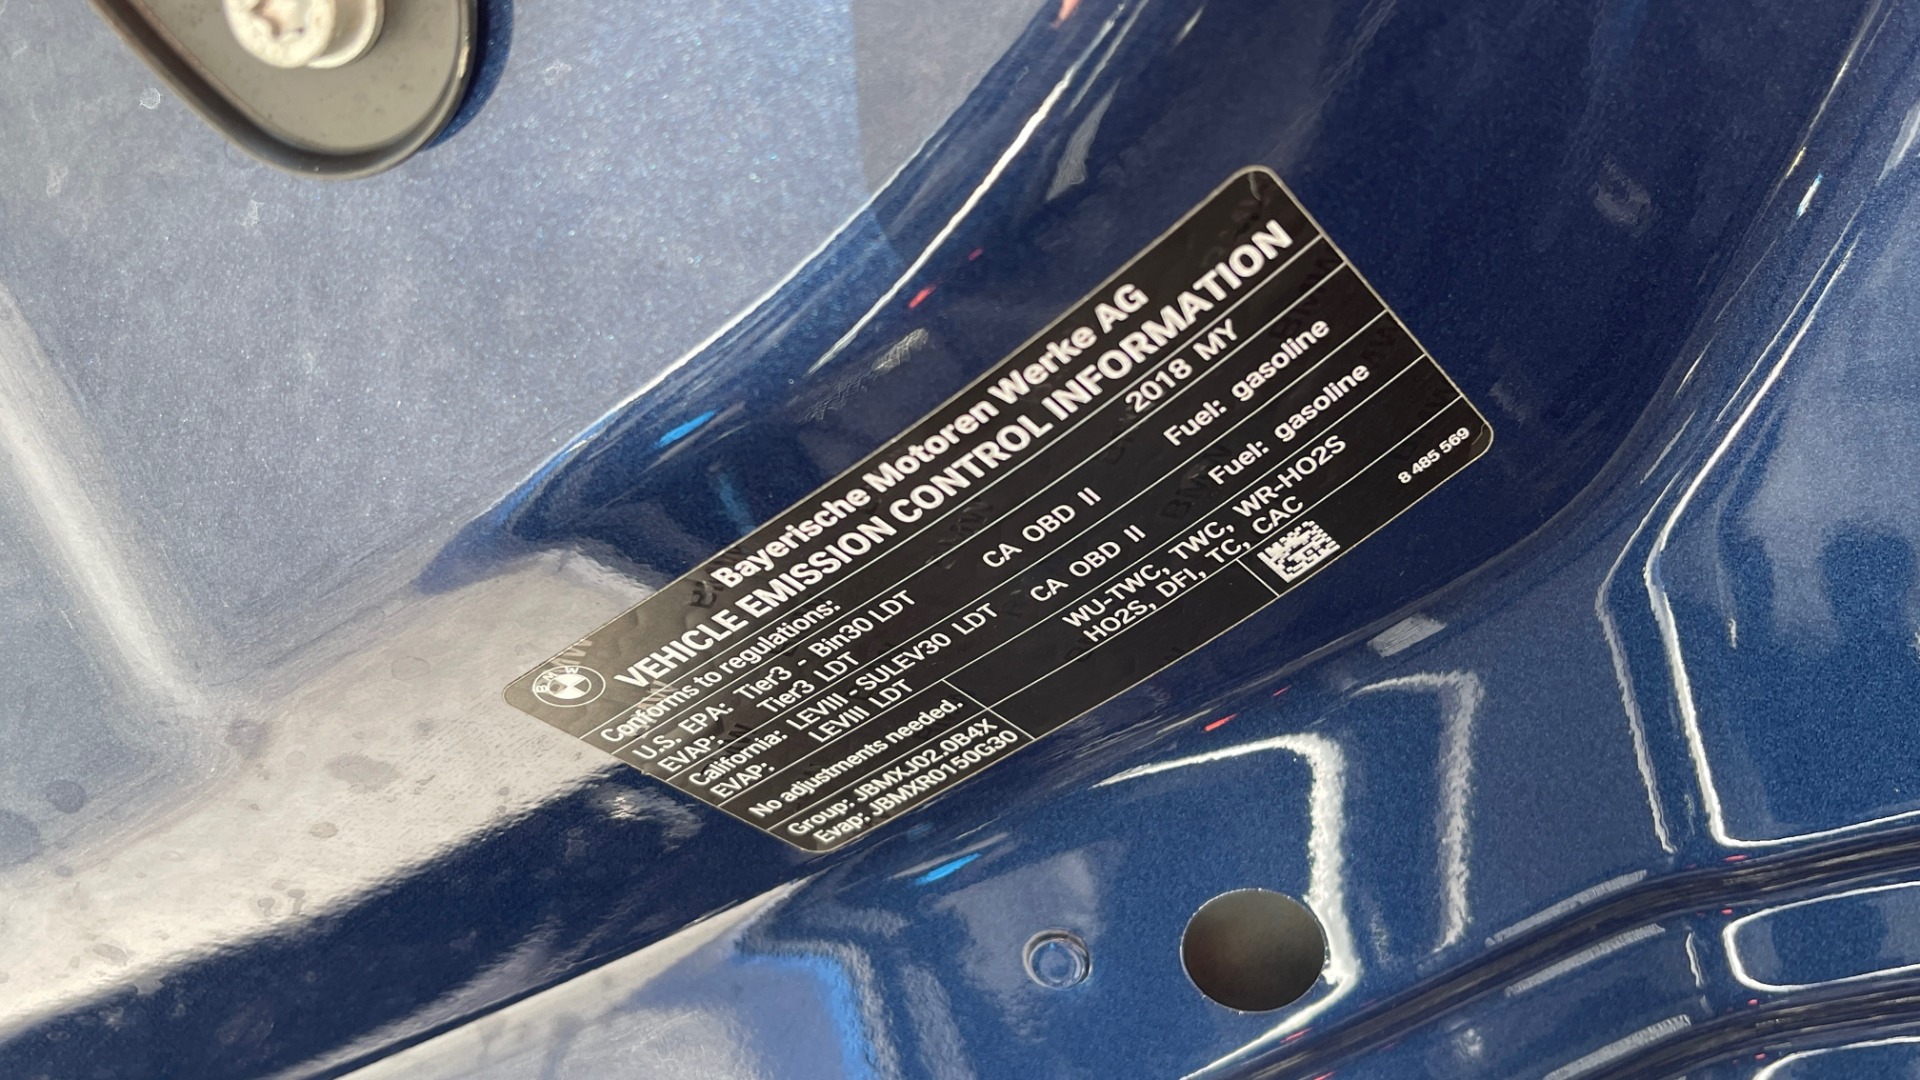 BMW
Bayerische Motoren Werke AG
VEHICLE EMISSION CONTROL INFORMATION
Conforms to regulations: 2018 MY
U.S. EPA: Tier3 - Bin30 LDT CA OBD II Fuel: gasoline
EVAP: Tier3 LDT
California: LEVIII - SULEV30 LDT CA OBD II Fuel: gasoline
EVAP: LEVIII LDT
No adjustments needed. WU-TWC, TWC, WR-HO2S
HO2S, DFI, TC, CAC
Group: JBMXJ02.0B4X
Evap: JBMXR0150G30
8 485 569